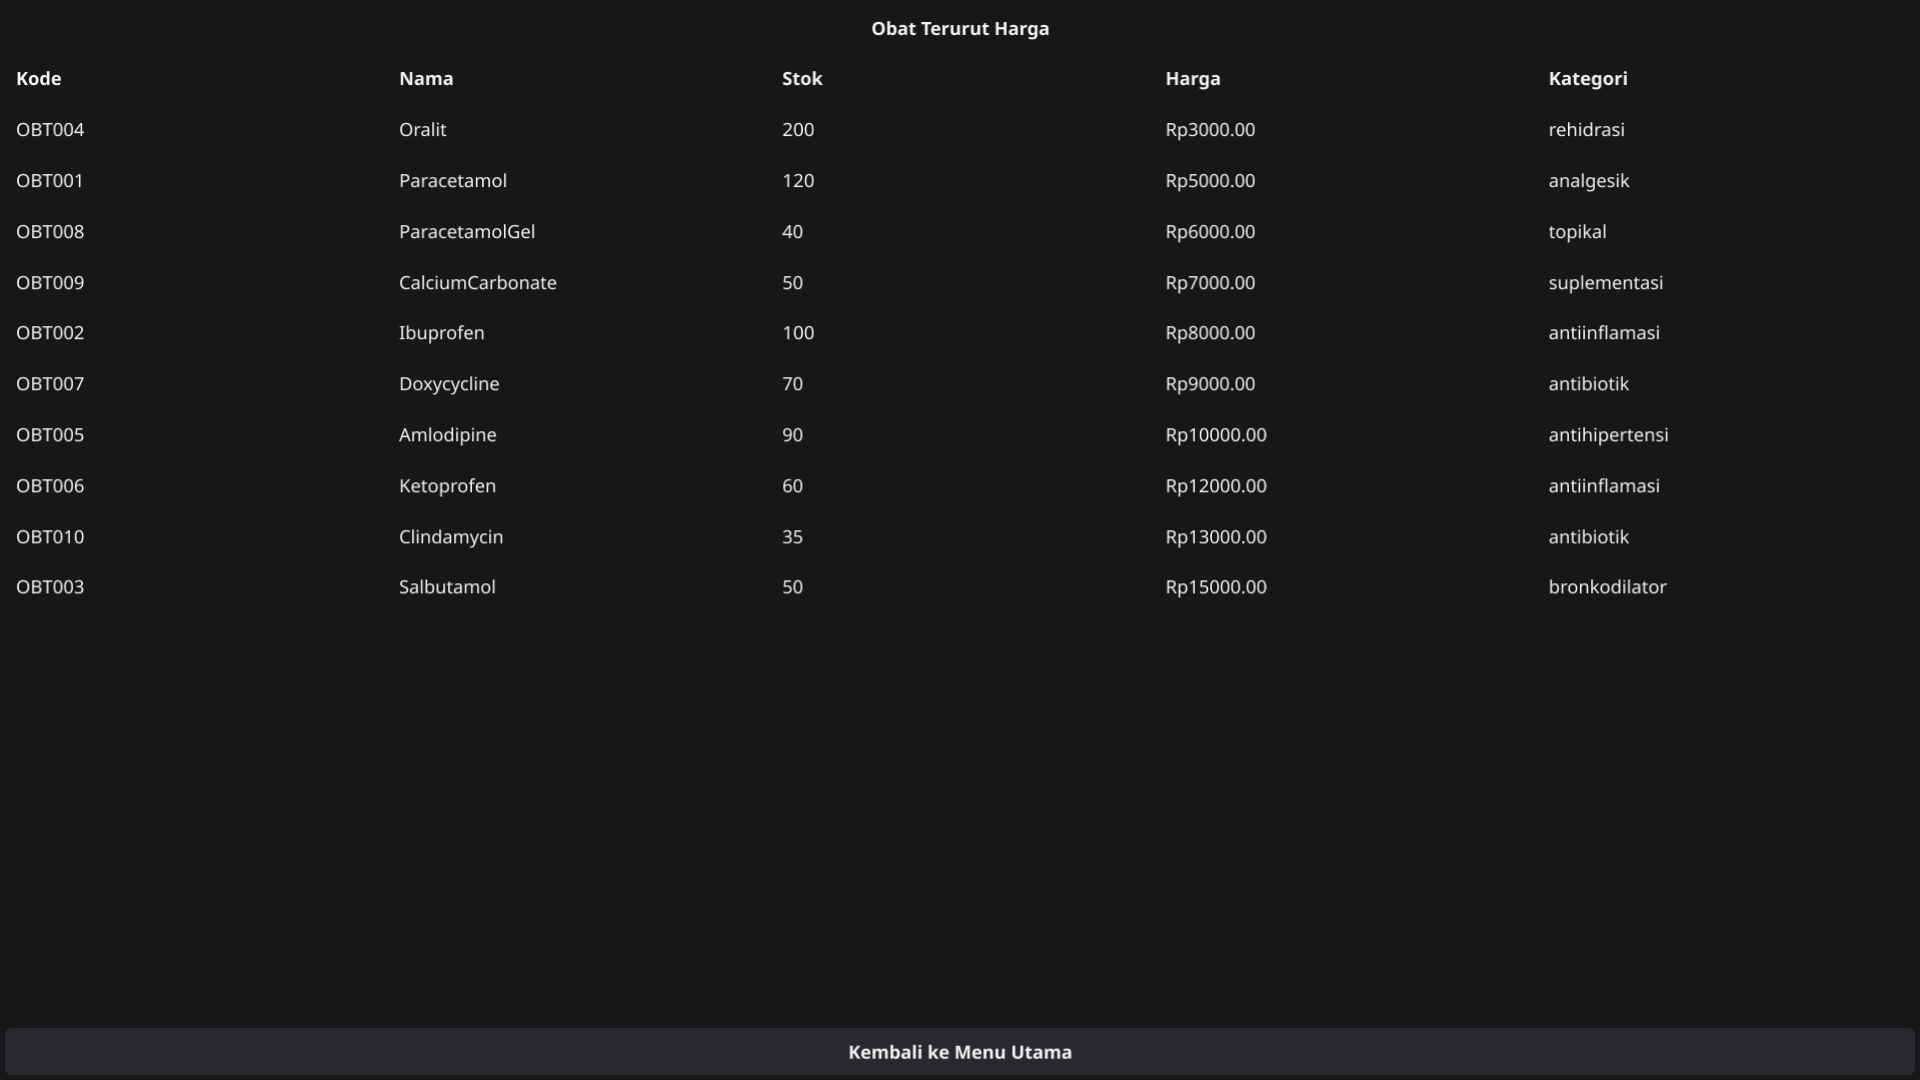 Obat Terurut Harga
Kode Nama Stok Harga Kategori
OBT004 Oralit 200 Rp3000.00 rehidrasi
OBT001 Paracetamol 120 Rp5000.00 analgesik
OBT008 ParacetamolGel 40 Rp6000.00 topikal
OBT009 CalciumCarbonate 50 Rp7000.00 suplementasi
OBT002 Ibuprofen 100 Rp8000.00 antiinflamasi
OBT007 Doxycycline 70 Rp9000.00 antibiotik
OBT005 Amlodipine 90 Rp10000.00 antihipertensi
OBT006 Ketoprofen 60 Rp12000.00 antiinflamasi
OBT010 Clindamycin 35 Rp13000.00 antibiotik
OBT003 Salbutamol 50 Rp15000.00 bronkodilator
Kembali ke Menu Utama